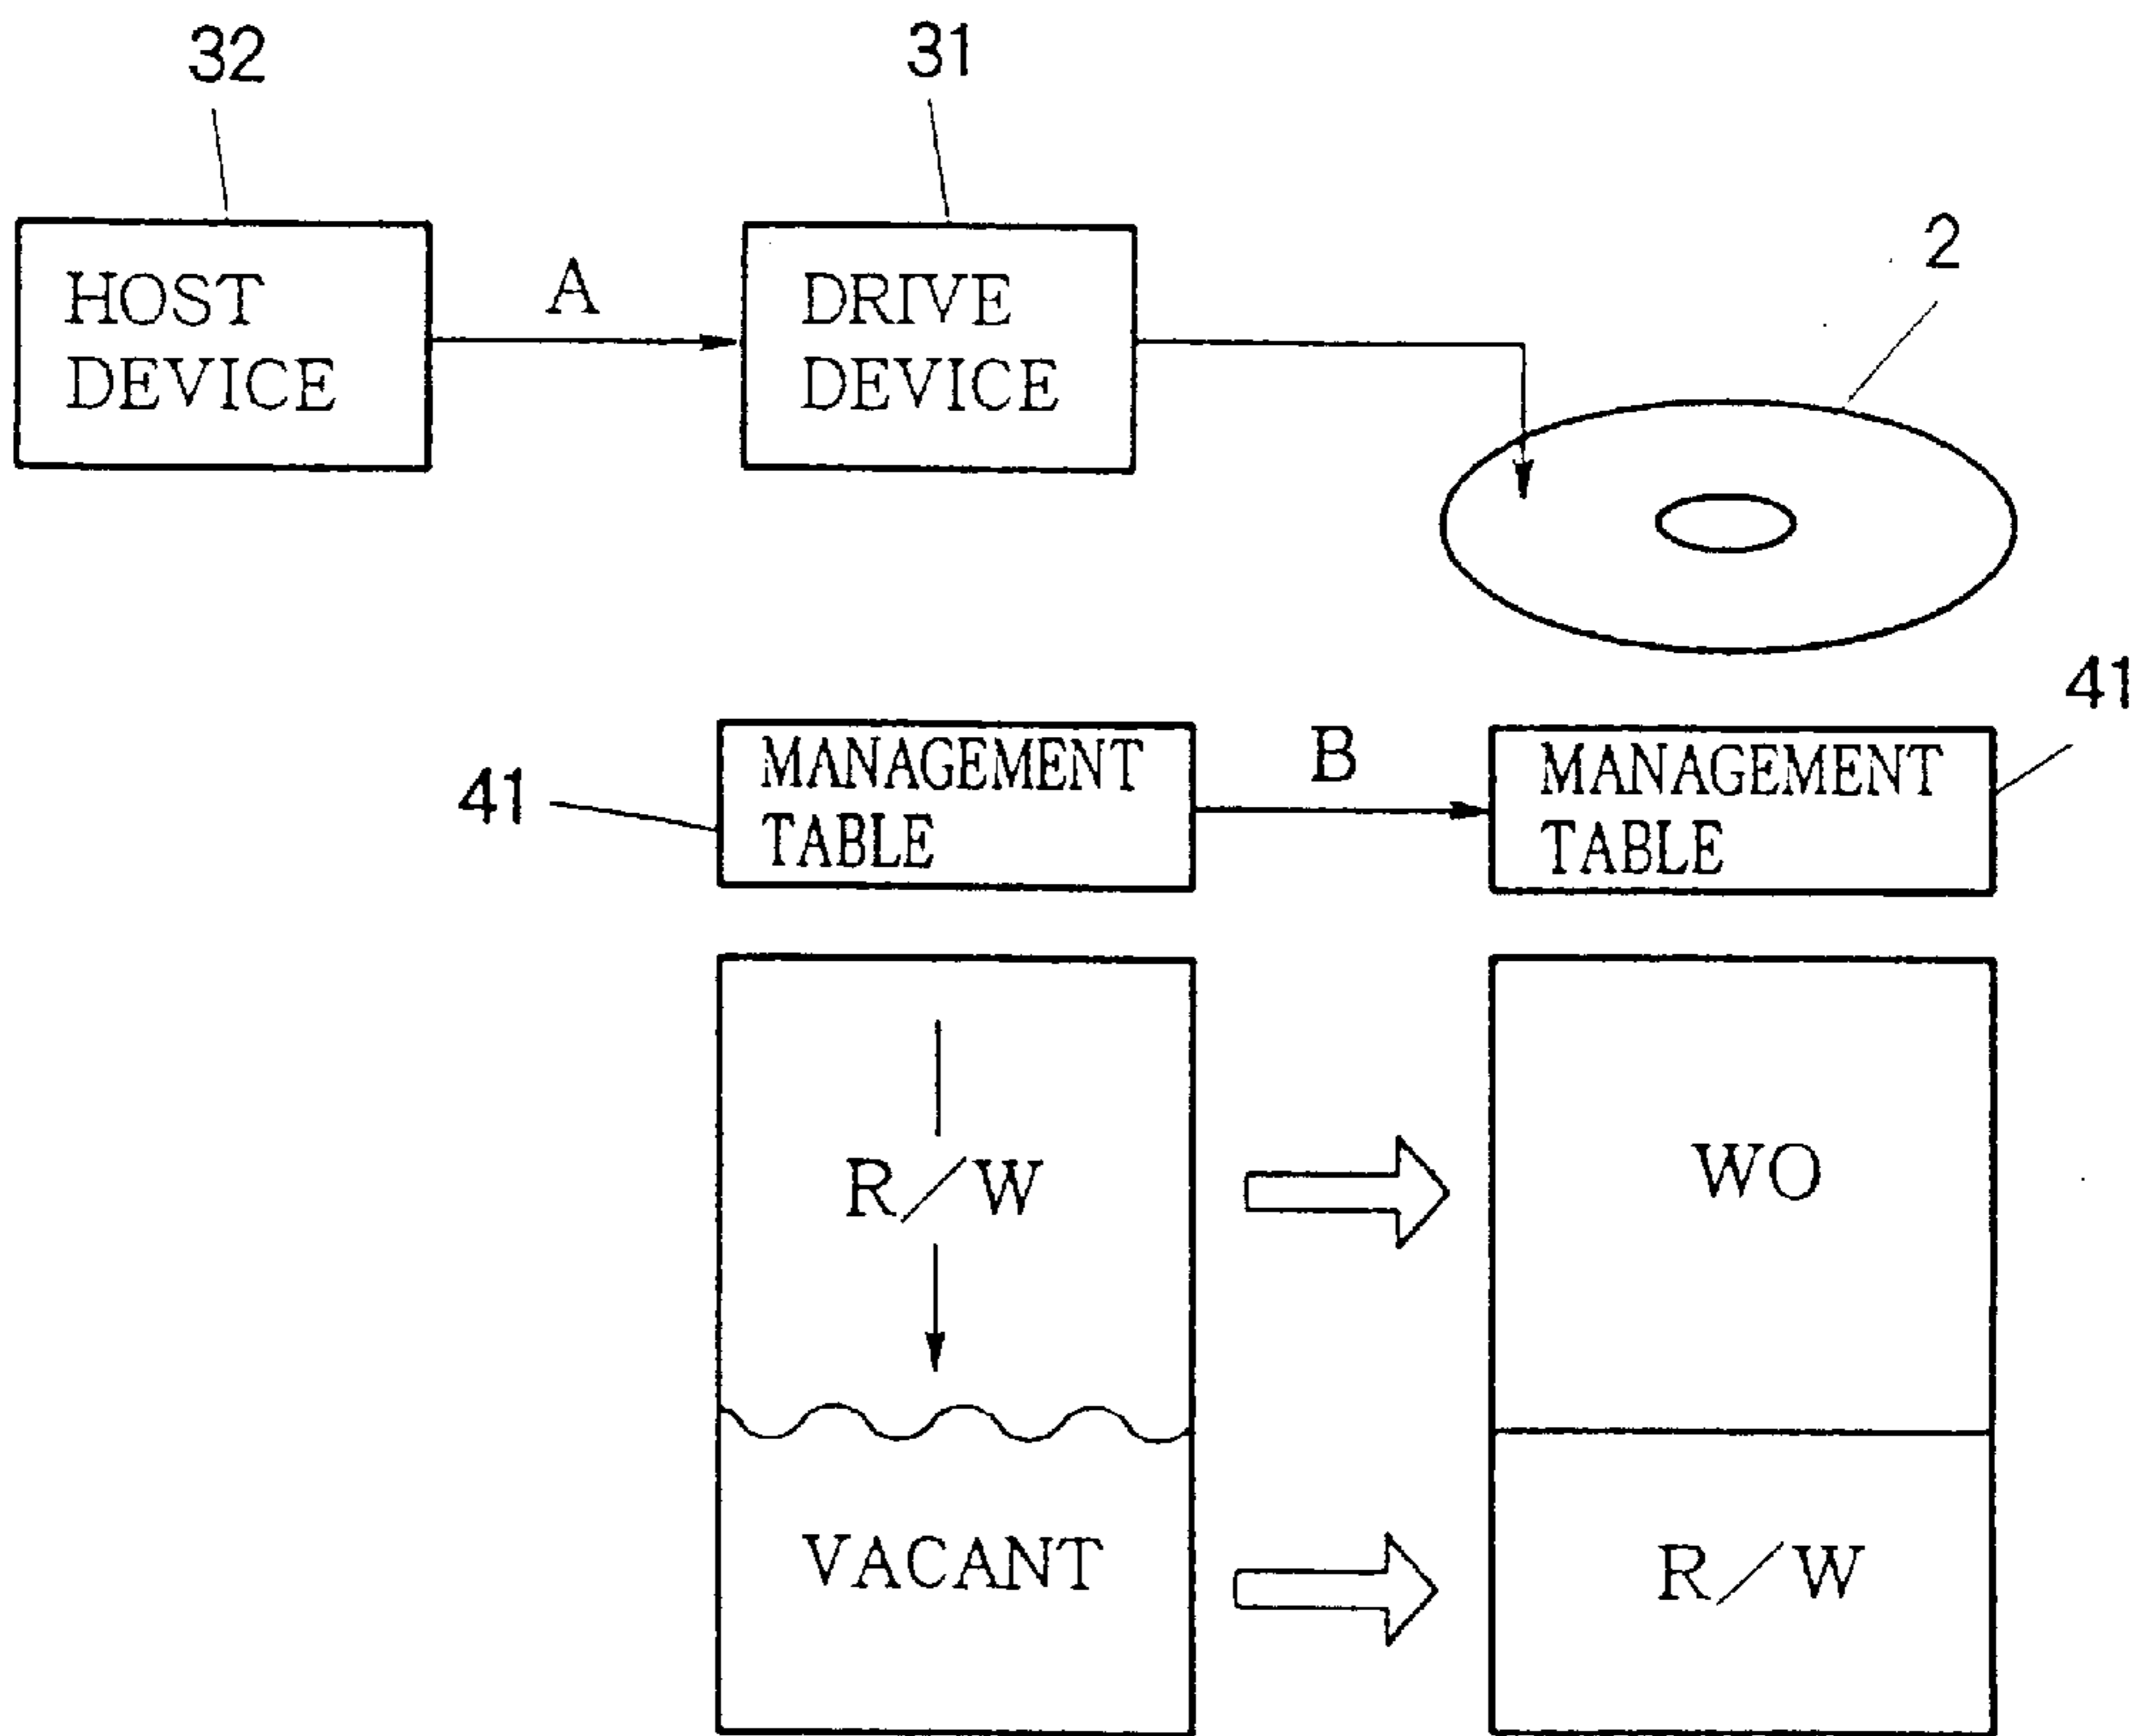 32
31
2
HOST
DEVICE
A
DRIVE
DEVICE
41
MANAGEMENT
TABLE
B
MANAGEMENT
TABLE
41
R/W
WO
VACANT
R/W